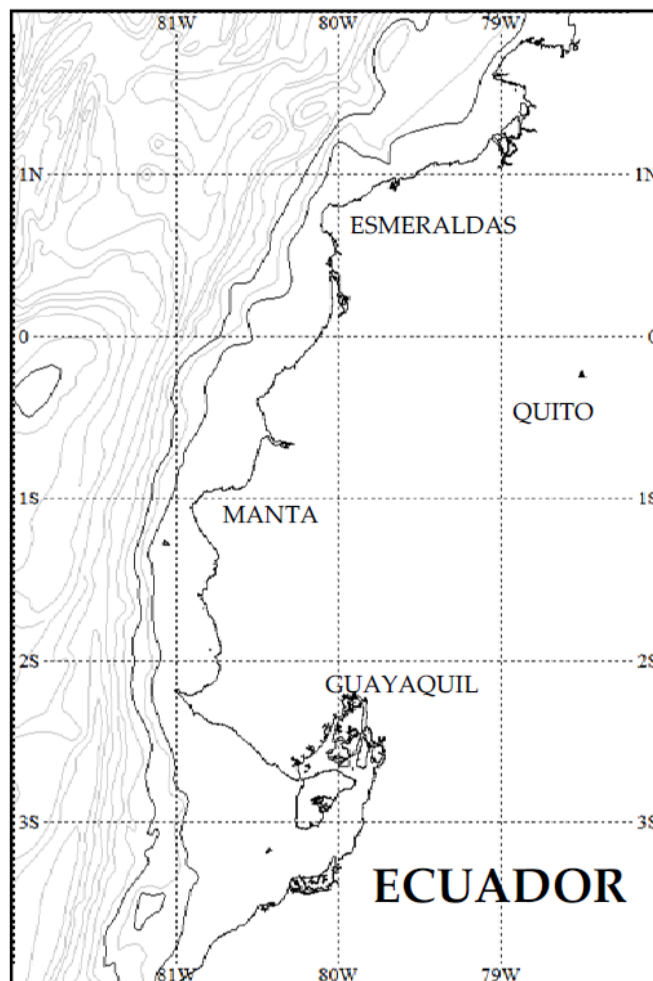 81W 80W 79W
1N 1N
ESMERALDAS
0 0
QUITO
1S 1S
MANTA
2S 2S
GUAYAQUIL
3S 3S
ECUADOR
81W 80W 79W